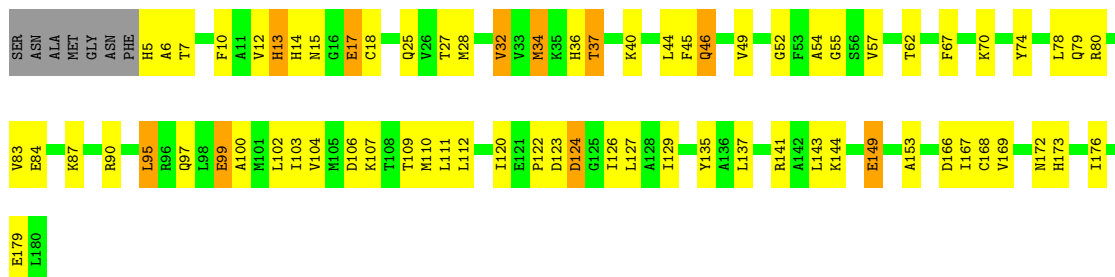 SER ASN ALA MET GLY ASN PHE H5 A6 T7 F10 A11 V12 H13 H14 N15 G16 E17 C18 Q25 V26 T27 M28 V32 V33 M34 K35 H36 T37 K40 L44 F45 Q46 V49 G52 F53 A54 G55 S56 V57 T62 F67 K70 Y74 L78 Q79 R80
V83 E84 K87 R90 L95 R96 Q97 L98 E99 A100 M101 L102 I103 V104 M105 D106 K107 T108 T109 M110 L111 L112 I120 E121 P122 D123 D124 G125 I126 L127 A128 I129 Y135 A136 L137 R141 A142 L143 K144 E149 A153 D166 I167 C168 V169 N172 H173 I176
E179 L180